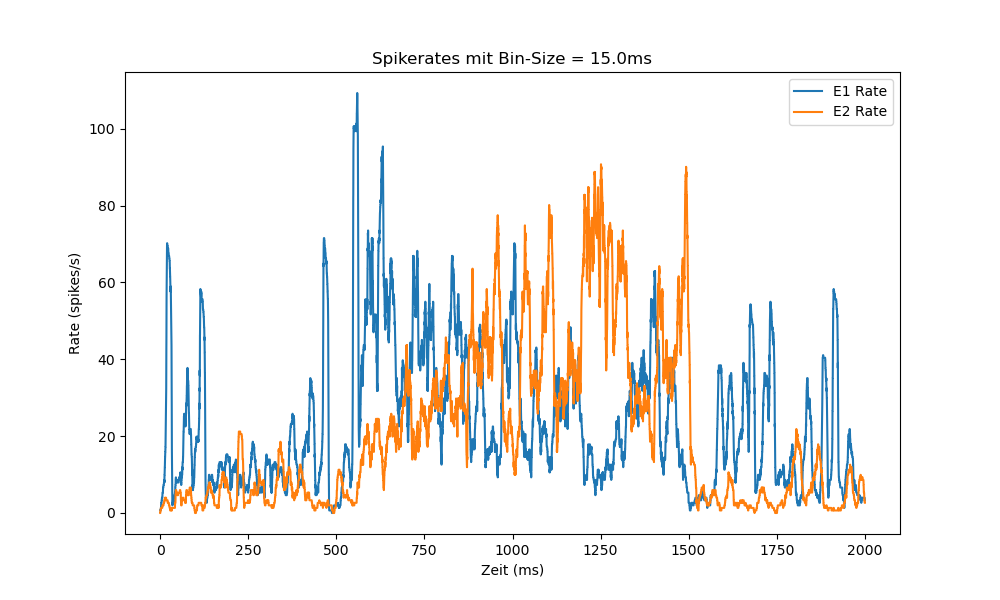 Spikerates mit Bin-Size = 15.0ms
E1 Rate
E2 Rate
Rate (spikes/s)
100
80
60
40
20
0
0 250 500 750 1000 1250 1500 1750 2000
Zeit (ms)